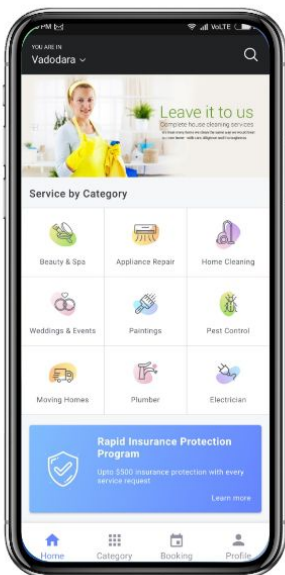 PM
VoLTE
YOU ARE IN
Vadodara
Leave it to us
Complete house cleaning services
Service by Category
Beauty & Spa
Appliance Repair
Home Cleaning
Weddings & Events
Paintings
Pest Control
Moving Homes
Plumber
Electrician
Rapid Insurance Protection
Program
Upto $500 insurance protection with every
service request
Learn more
Home
Category
Booking
Profile